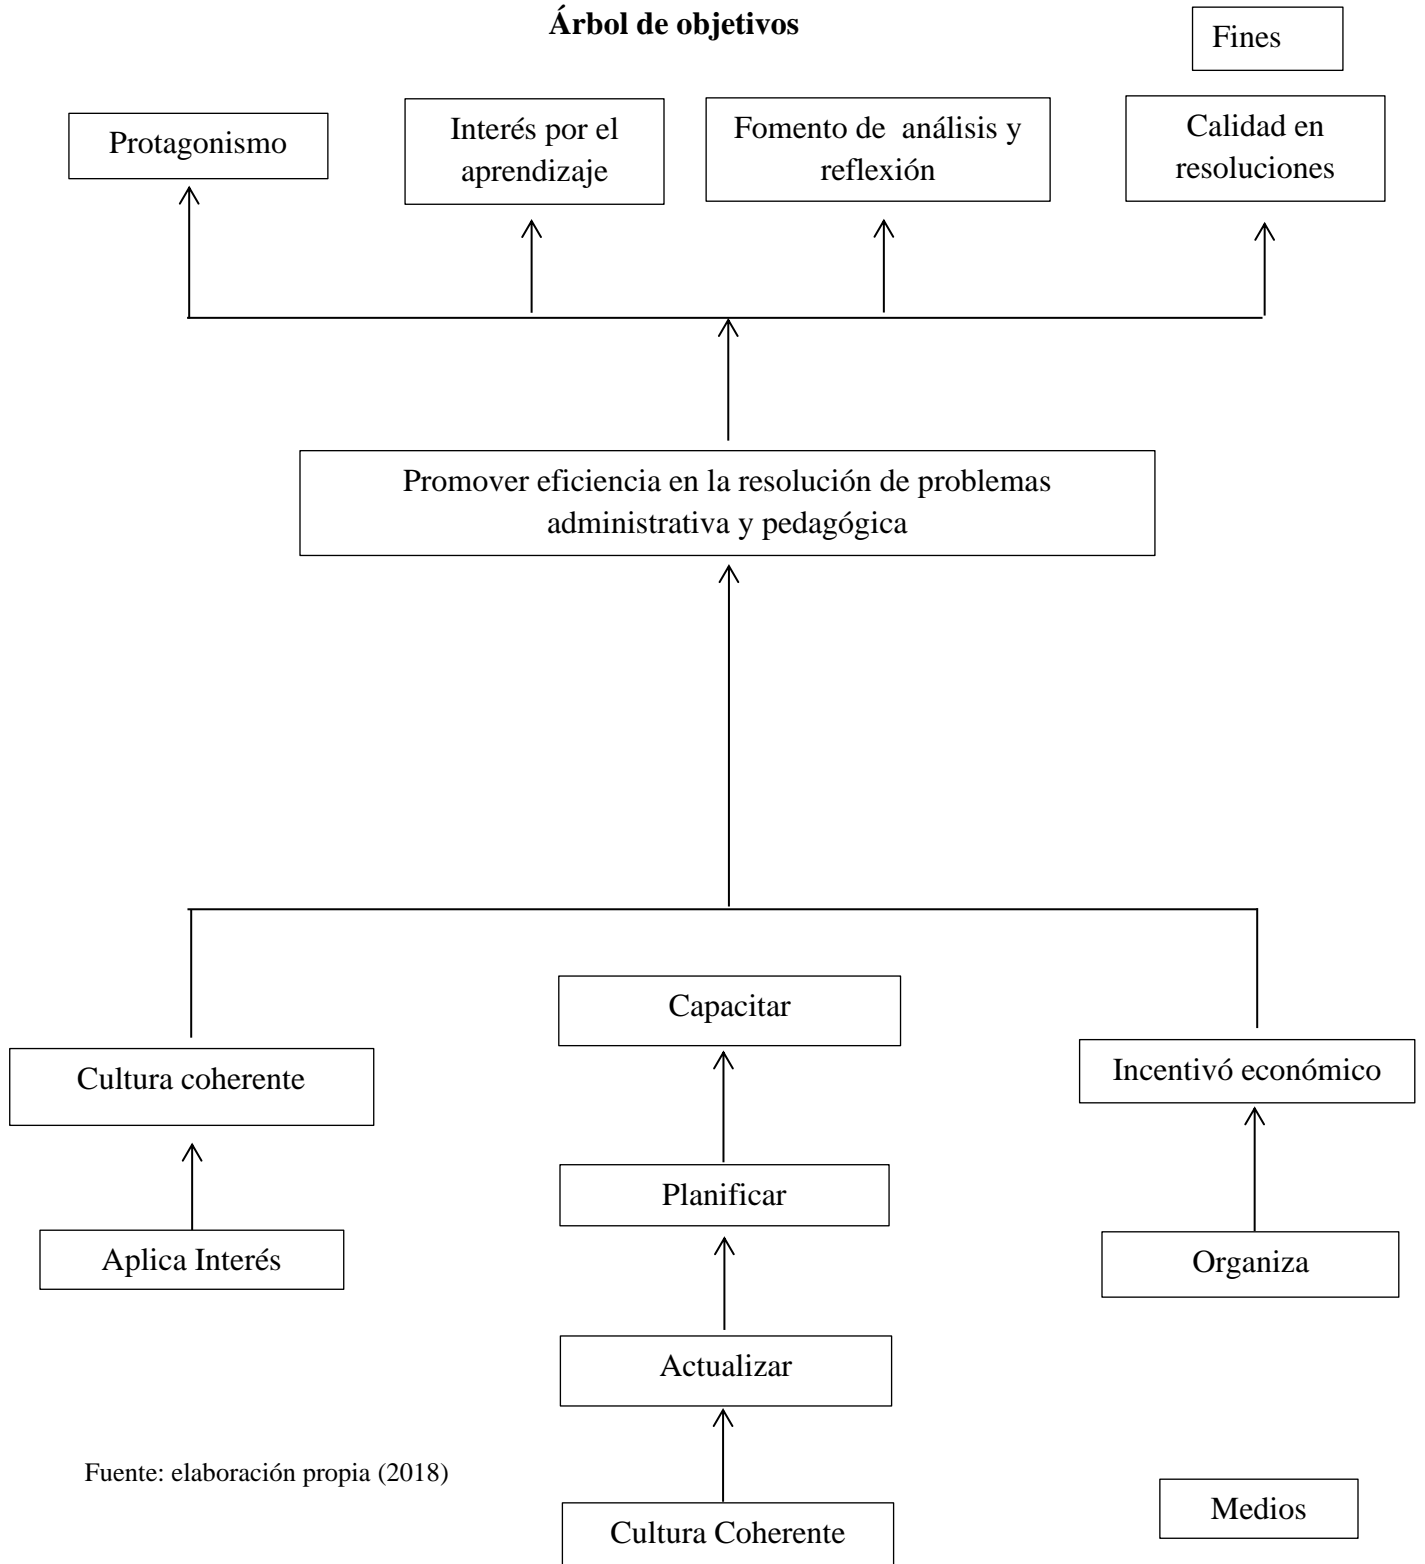 Árbol de objetivos
Fines
Protagonismo
Interés por el
aprendizaje
Fomento de análisis y
reflexión
Calidad en
resoluciones
Promover eficiencia en la resolución de problemas
administrativa y pedagógica
Capacitar
Cultura coherente
Incentivó económico
Planificar
Aplica Interés
Organiza
Actualizar
Fuente: elaboración propia (2018)
Cultura Coherente
Medios